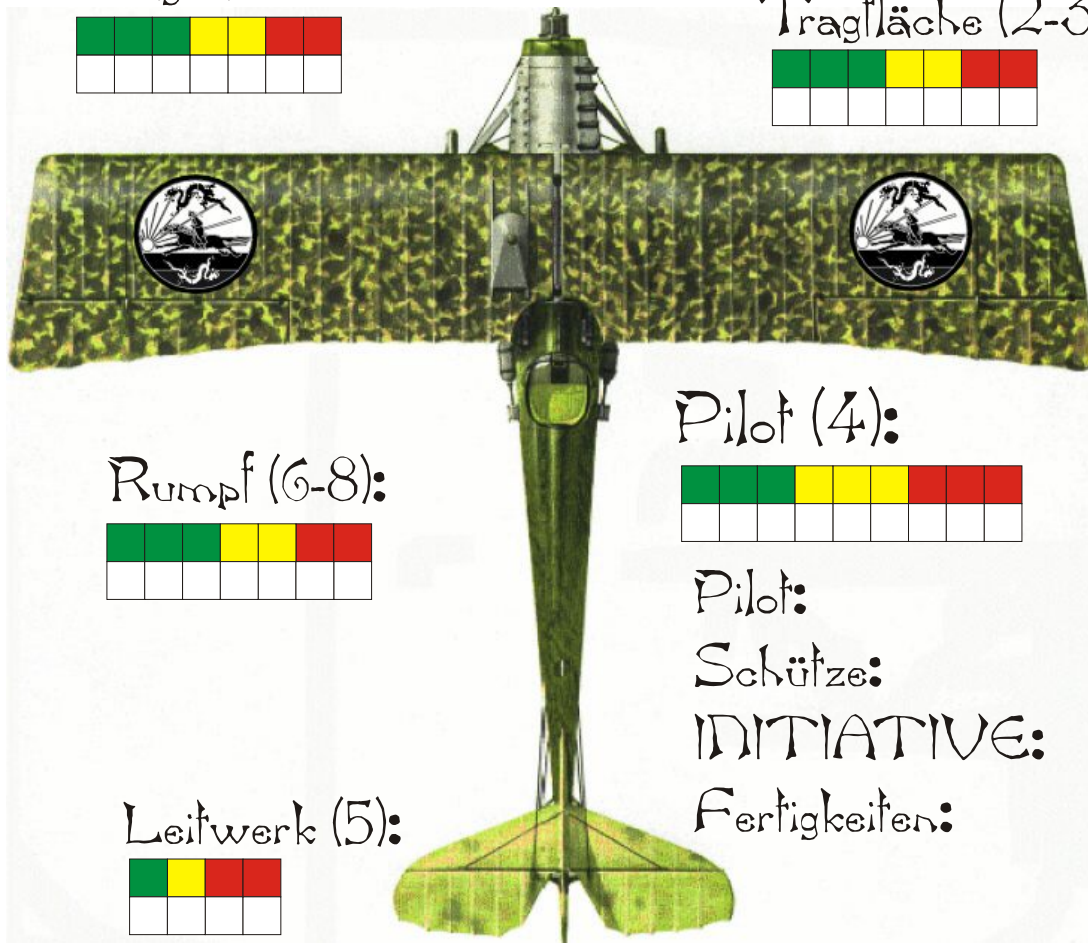 Tragfläche (2-3
Pilot (4):
Rumpf (6-8):
Pilot:
Schütze:
INITIATIVE:
Fertigkeiten:
Leitwerk (5):